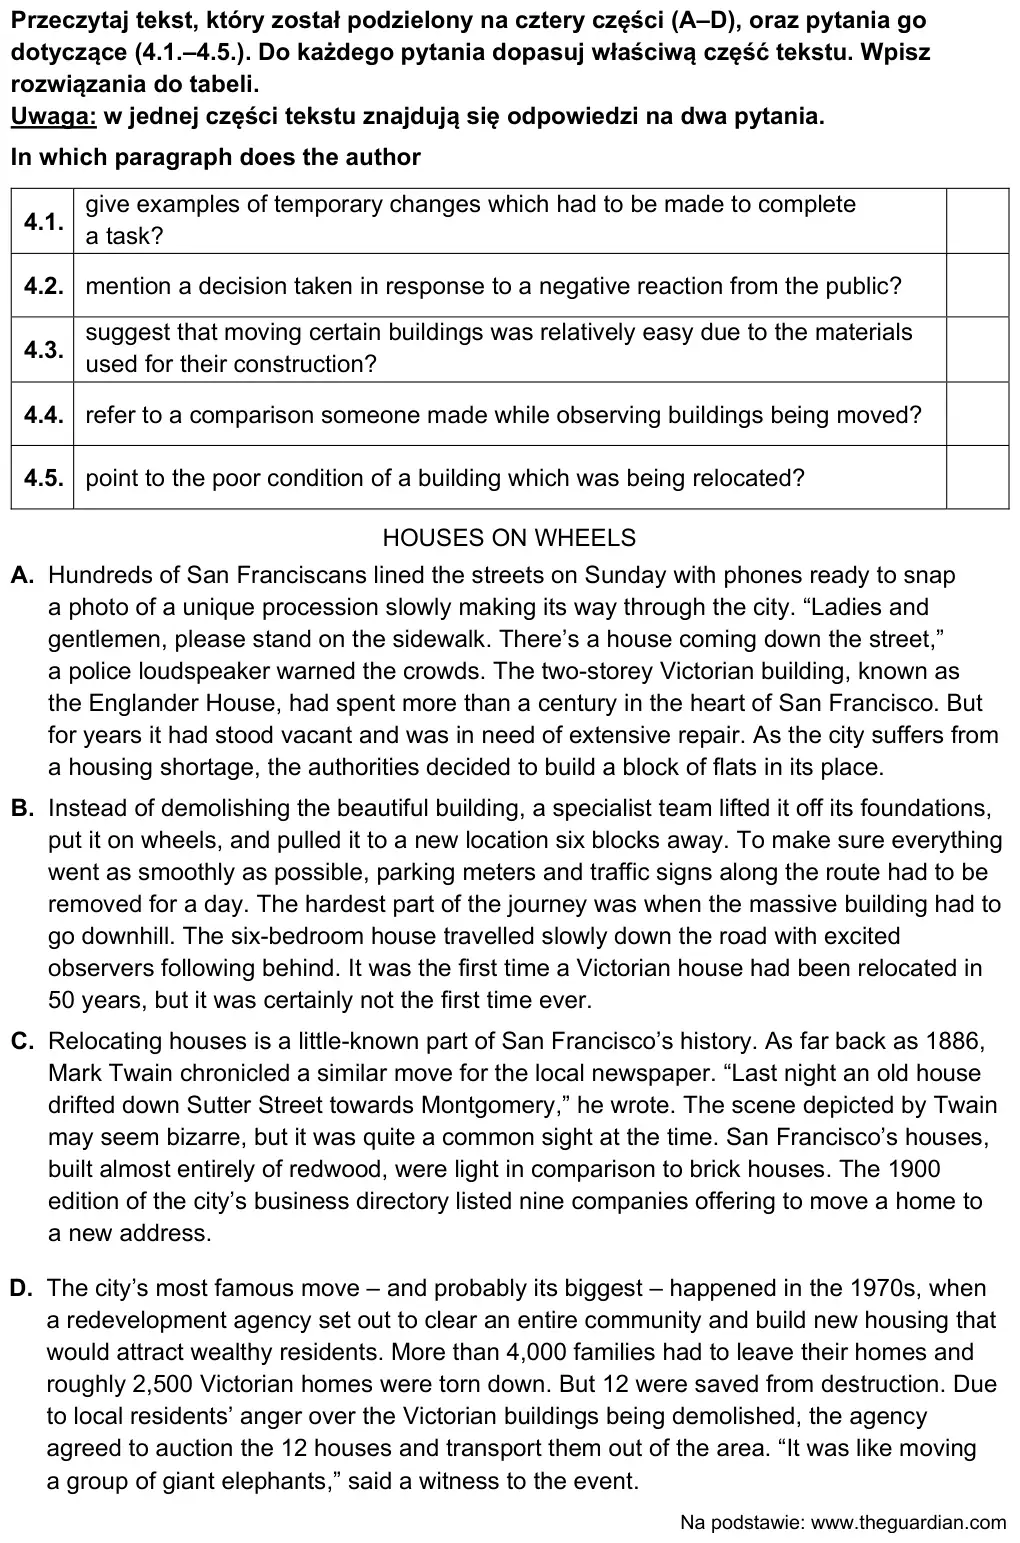 Przeczytaj tekst, który został podzielony na cztery części (A–D), oraz pytania go
dotyczące (4.1.–4.5.). Do każdego pytania dopasuj właściwą część tekstu. Wpisz
rozwiązania do tabeli.
Uwaga: w jednej części tekstu znajdują się odpowiedzi na dwa pytania.
In which paragraph does the author
4.1. give examples of temporary changes which had to be made to complete
a task?
4.2. mention a decision taken in response to a negative reaction from the public?
4.3. suggest that moving certain buildings was relatively easy due to the materials
used for their construction?
4.4. refer to a comparison someone made while observing buildings being moved?
4.5. point to the poor condition of a building which was being relocated?
HOUSES ON WHEELS
A. Hundreds of San Franciscans lined the streets on Sunday with phones ready to snap
a photo of a unique procession slowly making its way through the city. “Ladies and
gentlemen, please stand on the sidewalk. There’s a house coming down the street,”
a police loudspeaker warned the crowds. The two-storey Victorian building, known as
the Englander House, had spent more than a century in the heart of San Francisco. But
for years it had stood vacant and was in need of extensive repair. As the city suffers from
a housing shortage, the authorities decided to build a block of flats in its place.
B. Instead of demolishing the beautiful building, a specialist team lifted it off its foundations,
put it on wheels, and pulled it to a new location six blocks away. To make sure everything
went as smoothly as possible, parking meters and traffic signs along the route had to be
removed for a day. The hardest part of the journey was when the massive building had to
go downhill. The six-bedroom house travelled slowly down the road with excited
observers following behind. It was the first time a Victorian house had been relocated in
50 years, but it was certainly not the first time ever.
C. Relocating houses is a little-known part of San Francisco’s history. As far back as 1886,
Mark Twain chronicled a similar move for the local newspaper. “Last night an old house
drifted down Sutter Street towards Montgomery,” he wrote. The scene depicted by Twain
may seem bizarre, but it was quite a common sight at the time. San Francisco’s houses,
built almost entirely of redwood, were light in comparison to brick houses. The 1900
edition of the city’s business directory listed nine companies offering to move a home to
a new address.
D. The city’s most famous move – and probably its biggest – happened in the 1970s, when
a redevelopment agency set out to clear an entire community and build new housing that
would attract wealthy residents. More than 4,000 families had to leave their homes and
roughly 2,500 Victorian homes were torn down. But 12 were saved from destruction. Due
to local residents’ anger over the Victorian buildings being demolished, the agency
agreed to auction the 12 houses and transport them out of the area. “It was like moving
a group of giant elephants,” said a witness to the event.
Na podstawie: www.theguardian.com